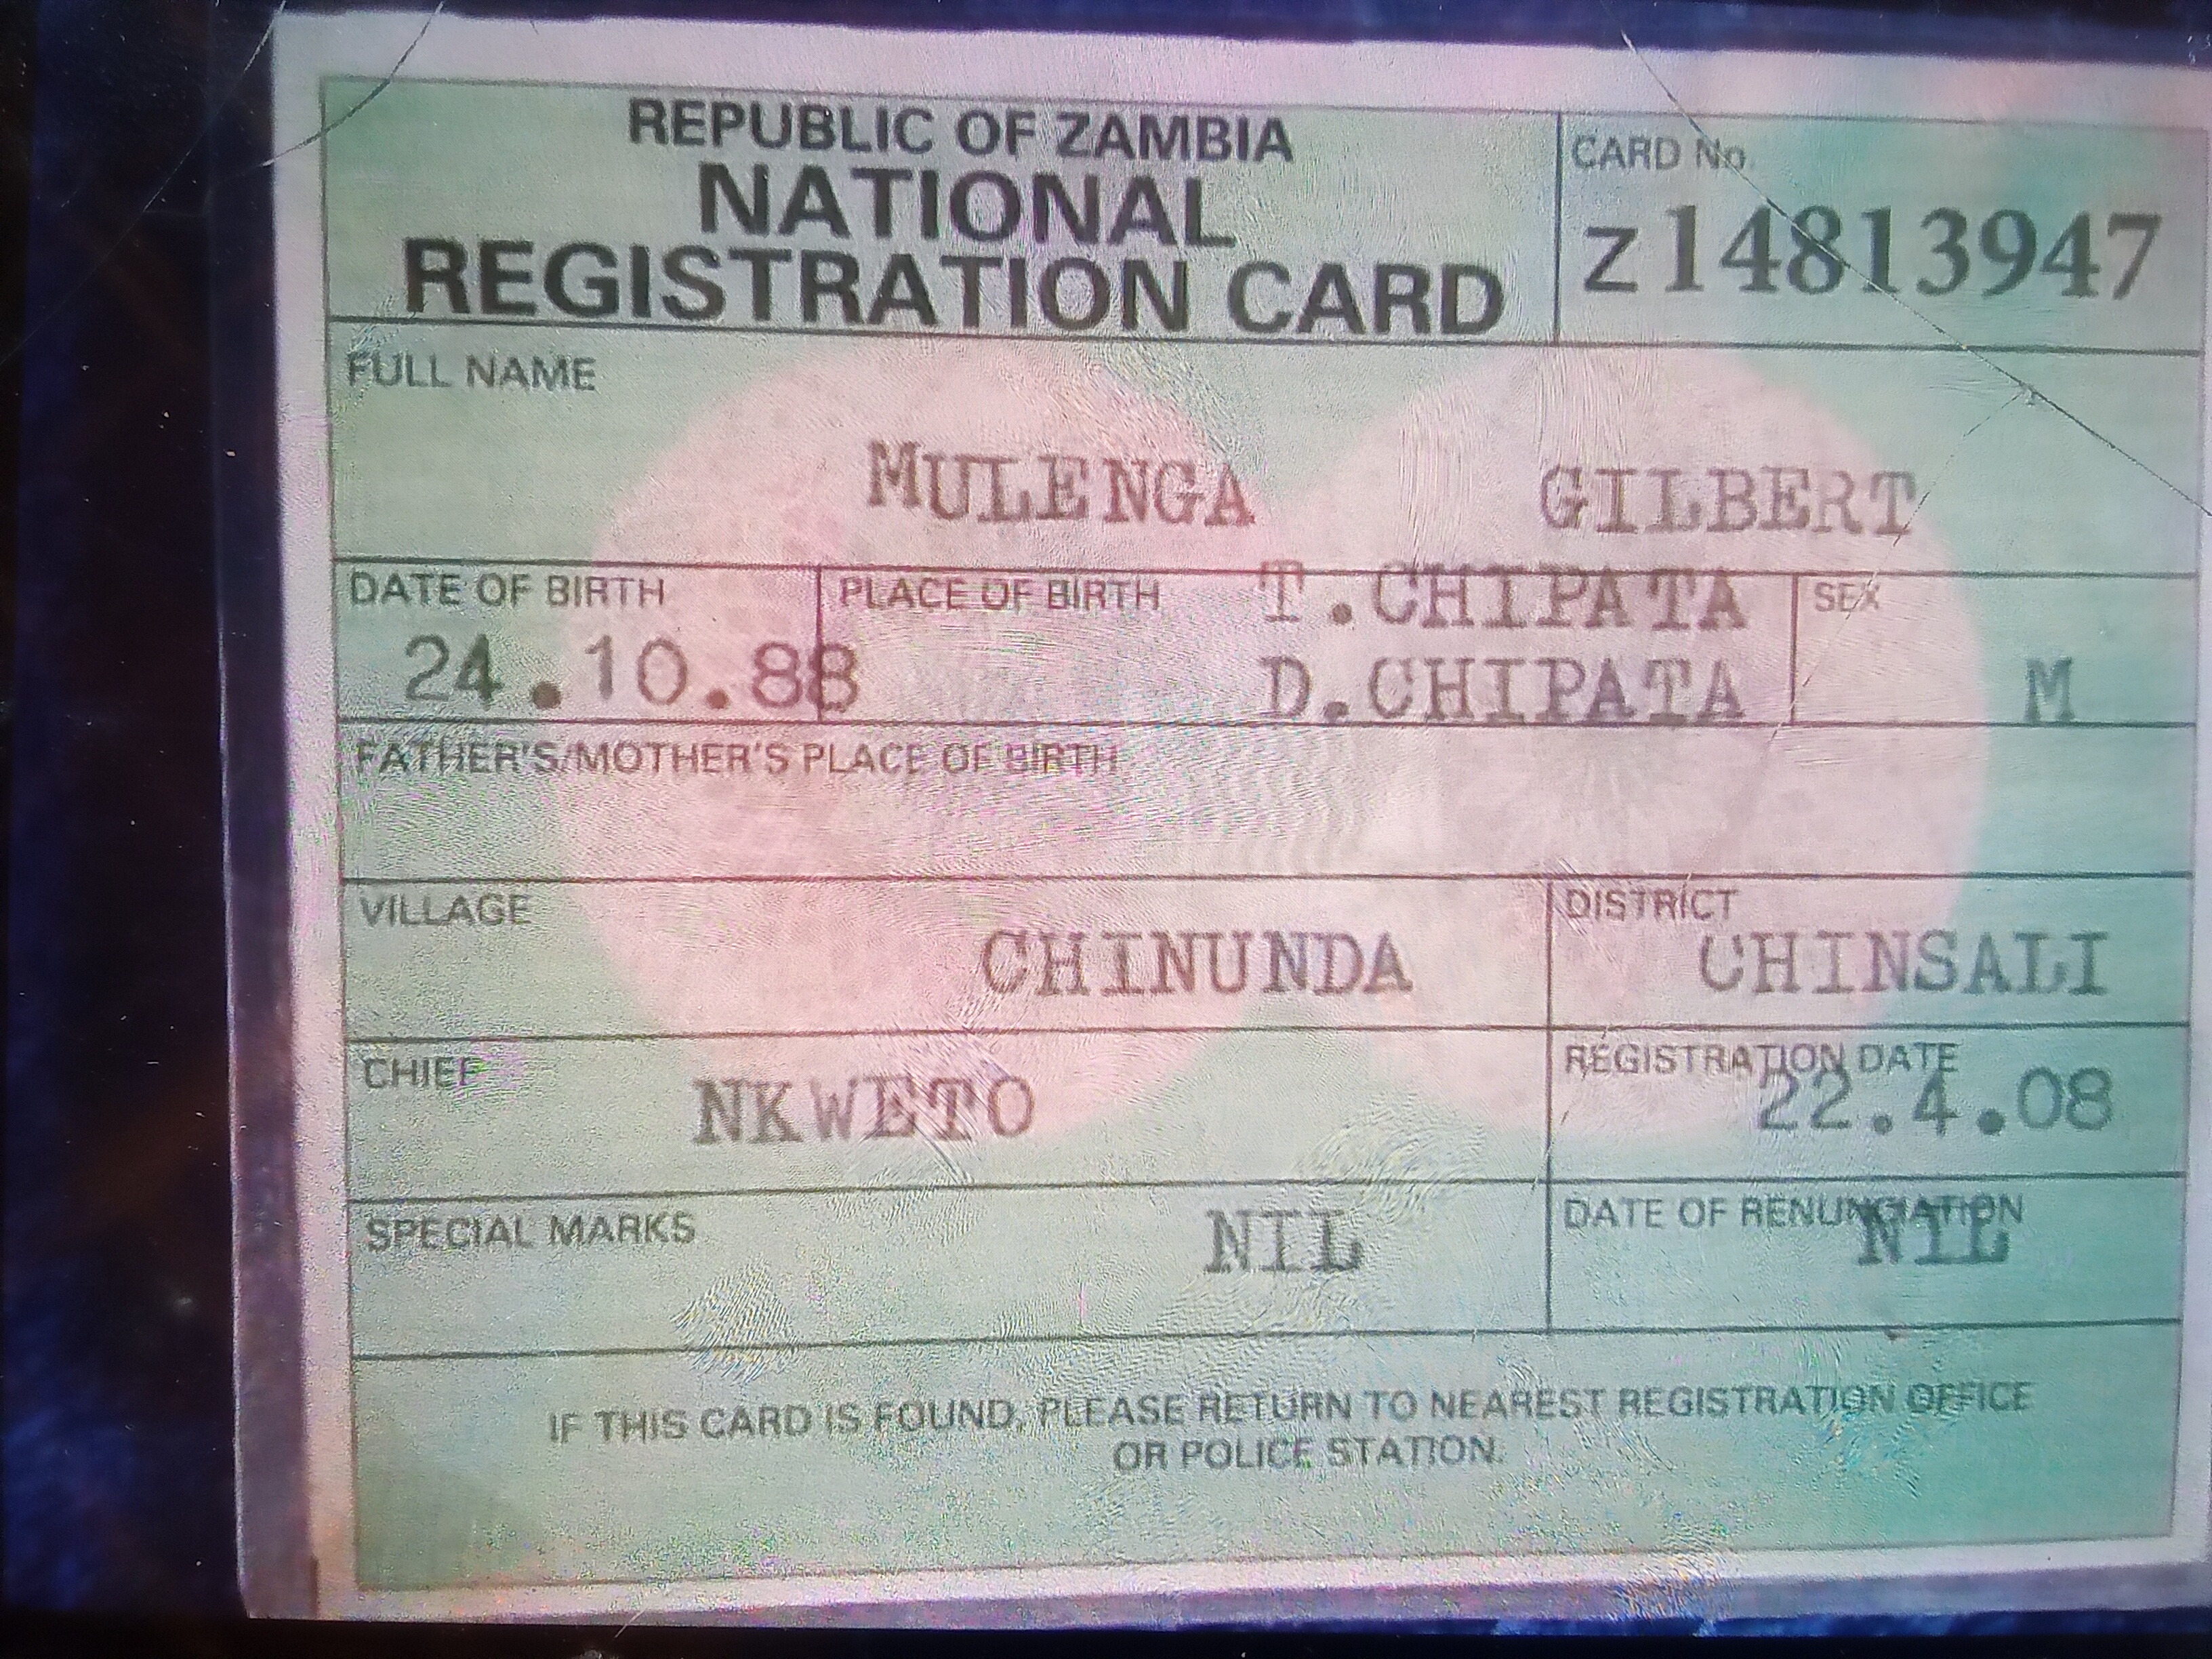 REPUBLIC OF ZAMBIA
NATIONAL
REGISTRATION CARD
CARD No.
Z14813947
FULL NAME
MULENGA GILBERT
DATE OF BIRTH
24.10.88
PLACE OF BIRTH
T.CHIPATA
D.CHIPATA
SEX
M
FATHER'S/MOTHER'S PLACE OF BIRTH
VILLAGE
CHINUNDA
DISTRICT
CHINSALI
CHIEF
NKWETO
REGISTRATION DATE
22.4.08
SPECIAL MARKS
NIL
DATE OF RENUNCIATION
NIL
IF THIS CARD IS FOUND, PLEASE RETURN TO NEAREST REGISTRATION OFFICE
OR POLICE STATION.